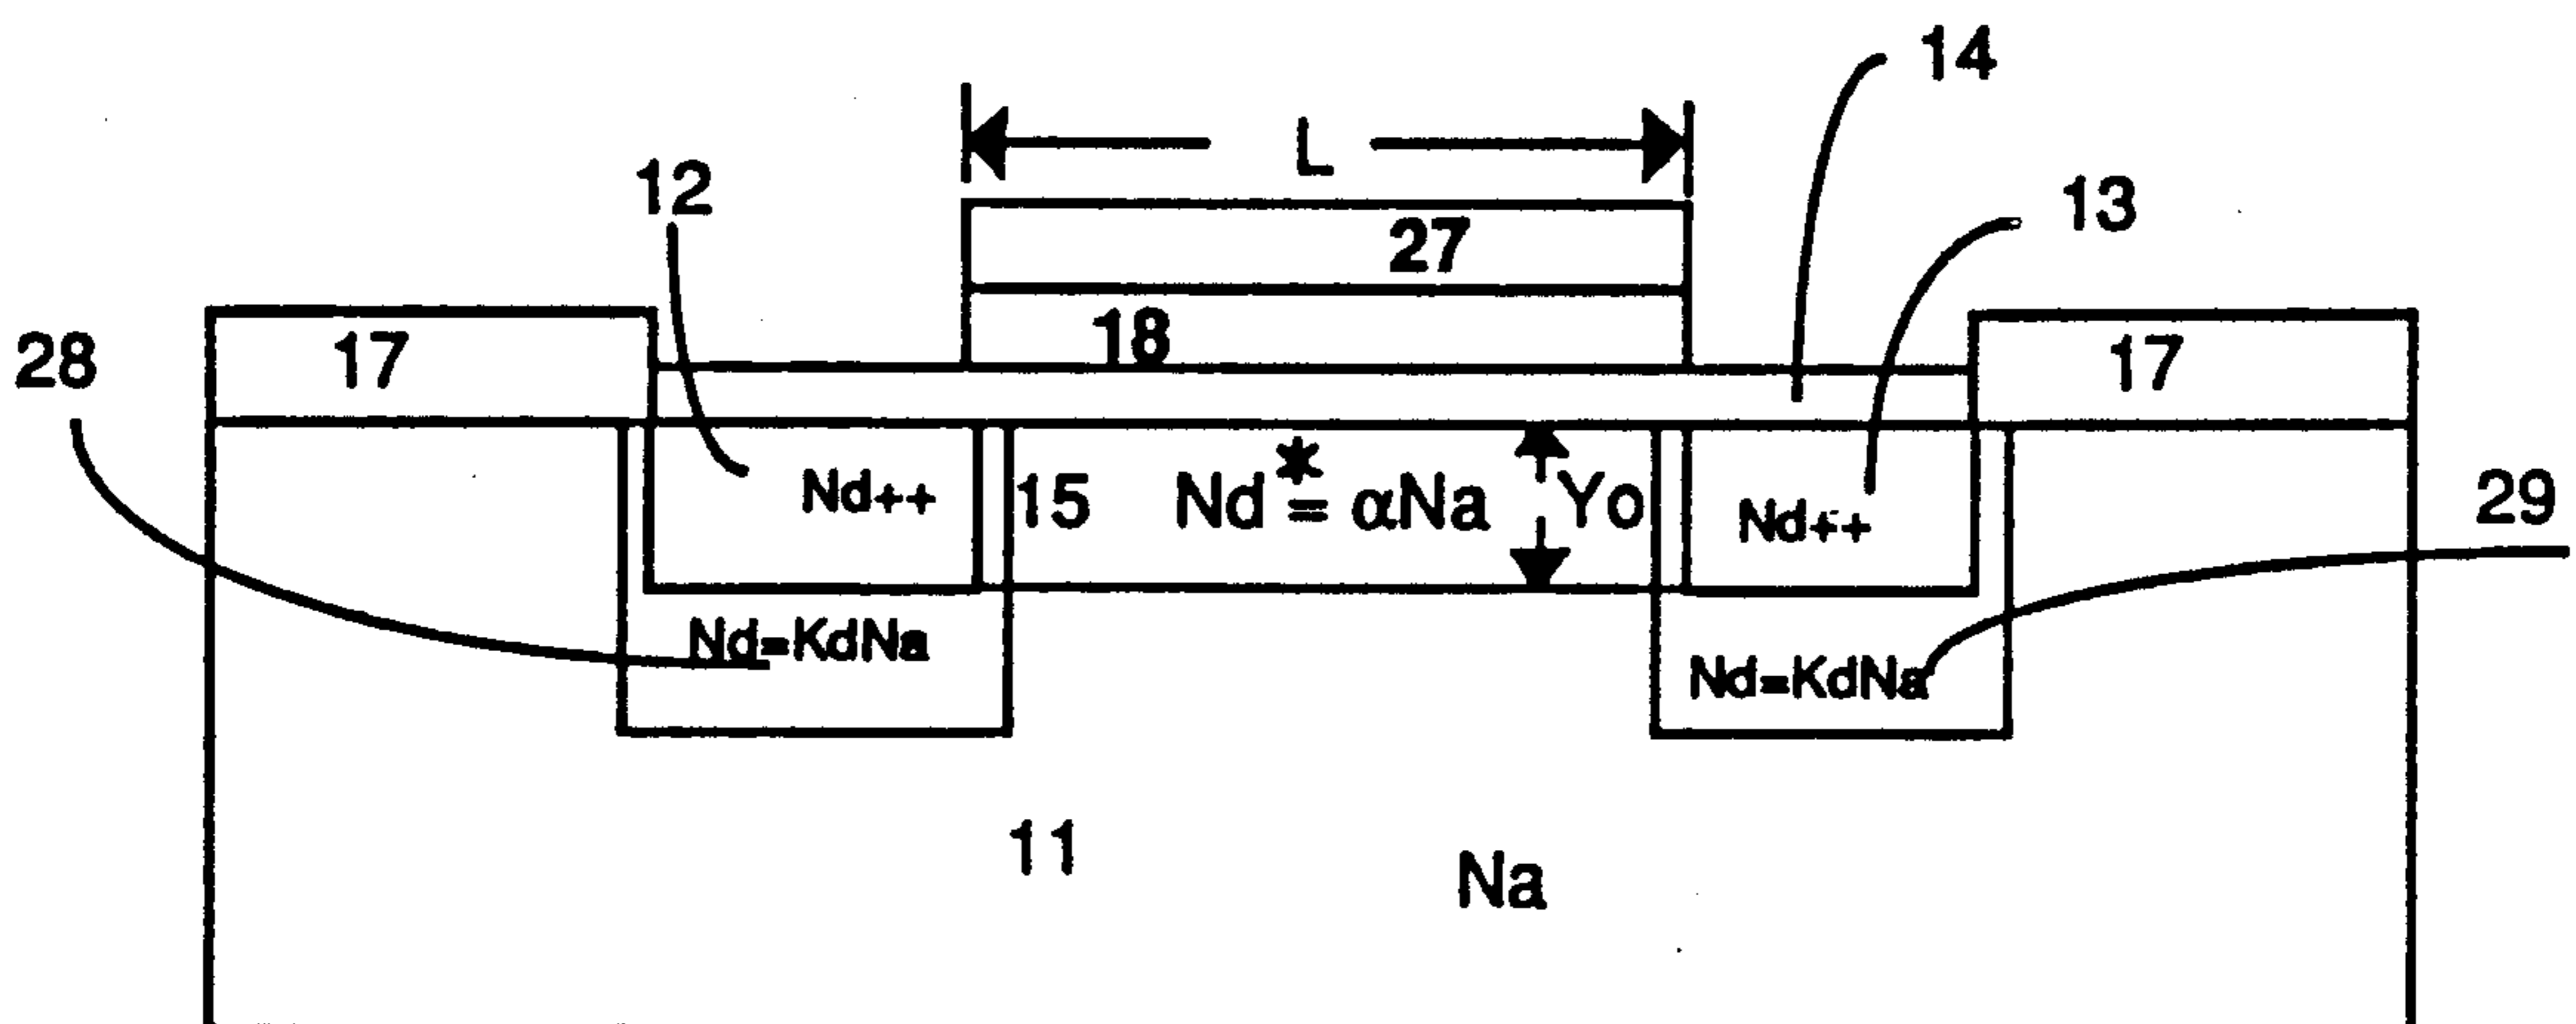 14
L
12
13
27
18
28
17
17
Nd++
15
Nd* = αNa
Yo
Nd++
29
Nd=KdNa
Nd=KdNa
11
Na